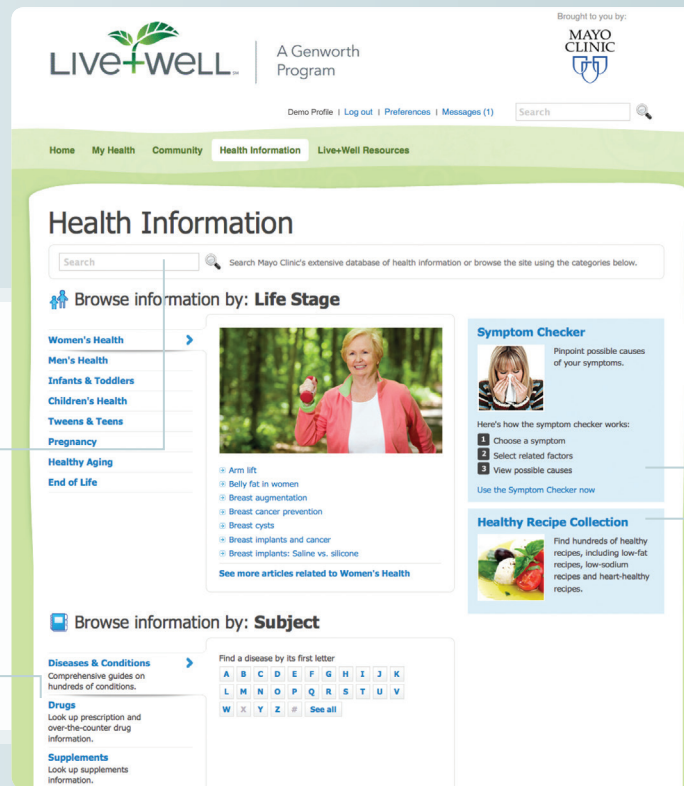 Brought to you by:
MAYO
CLINIC
LIVe+WeLL
A Genworth
Program
Demo Profile | Log out | Preferences | Messages (1)
Search
Home My Health Community Health Information Live+Well Resources
Health Information
Search
Search Mayo Clinic's extensive database of health information or browse the site using the categories below.
Browse information by: Life Stage
Women's Health
Men's Health
Infants & Toddlers
Children's Health
Tweens & Teens
Pregnancy
Healthy Aging
End of Life
Arm lift
Belly fat in women
Breast augmentation
Breast cancer prevention
Breast cysts
Breast implants and cancer
Breast implants: Saline vs. silicone
See more articles related to Women's Health
Symptom Checker
Pinpoint possible causes
of your symptoms.
Here's how the symptom checker works:
1 Choose a symptom
2 Select related factors
3 View possible causes
Use the Symptom Checker now
Healthy Recipe Collection
Find hundreds of healthy
recipes, including low-fat
recipes, low-sodium
recipes and heart-healthy
recipes.
Browse information by: Subject
Diseases & Conditions
Comprehensive guides on
hundreds of conditions.
Drugs
Look up prescription and
over-the-counter drug
information.
Supplements
Look up supplements
information.
Find a disease by its first letter
A B C D E F G H I J K
L M N O P Q R S T U V
W X Y Z # See all